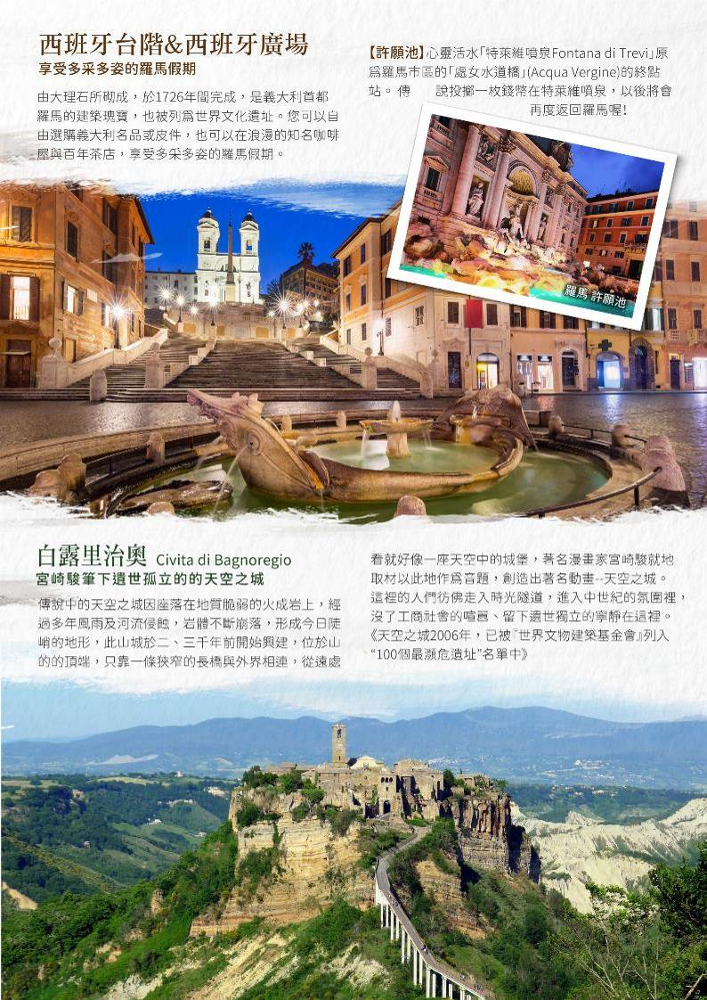 西班牙台階&西班牙廣場
享受多采多姿的羅馬假期
由大理石所砌成，於1726年間完成，是義大利首都
羅馬的建築瑰寶，也被列為世界文化遺址。您可以自
由選購義大利名品或皮件，也可以在浪漫的知名咖啡
屋與百年茶店，享受多采多姿的羅馬假期。
【許願池】心靈活水「特萊維噴泉Fontana di Trevi」原
為羅馬市區的「處女水道橋」(Acqua Vergine)的終點
站。傳 說投擲一枚錢幣在特萊維噴泉，以後將會
再度返回羅馬喔！
羅馬 許願池
白露里治奧 Civita di Bagnoregio
宮崎駿筆下遺世孤立的的天空之城
傳說中的天空之城因座落在地質脆弱的火成岩上，經
過多年風雨及河流侵蝕，岩體不斷崩落，形成今日陡
峭的地形，此山城於二、三千年前開始興建，位於山
的的頂端，只靠一條狹窄的長橋與外界相連，從遠處
看就好像一座天空中的城堡，著名漫畫家宮崎駿就地
取材以此地作為音題，創造出著名動畫--天空之城。
這裡的人們彷彿走入時光隧道，進入中世紀的氛圍裡，
沒了工商社會的喧囂、留下遺世獨立的寧靜在這裡。
《天空之城2006年，已被『世界文物建築基金會』列入
“100個最瀕危遺址”名單中》